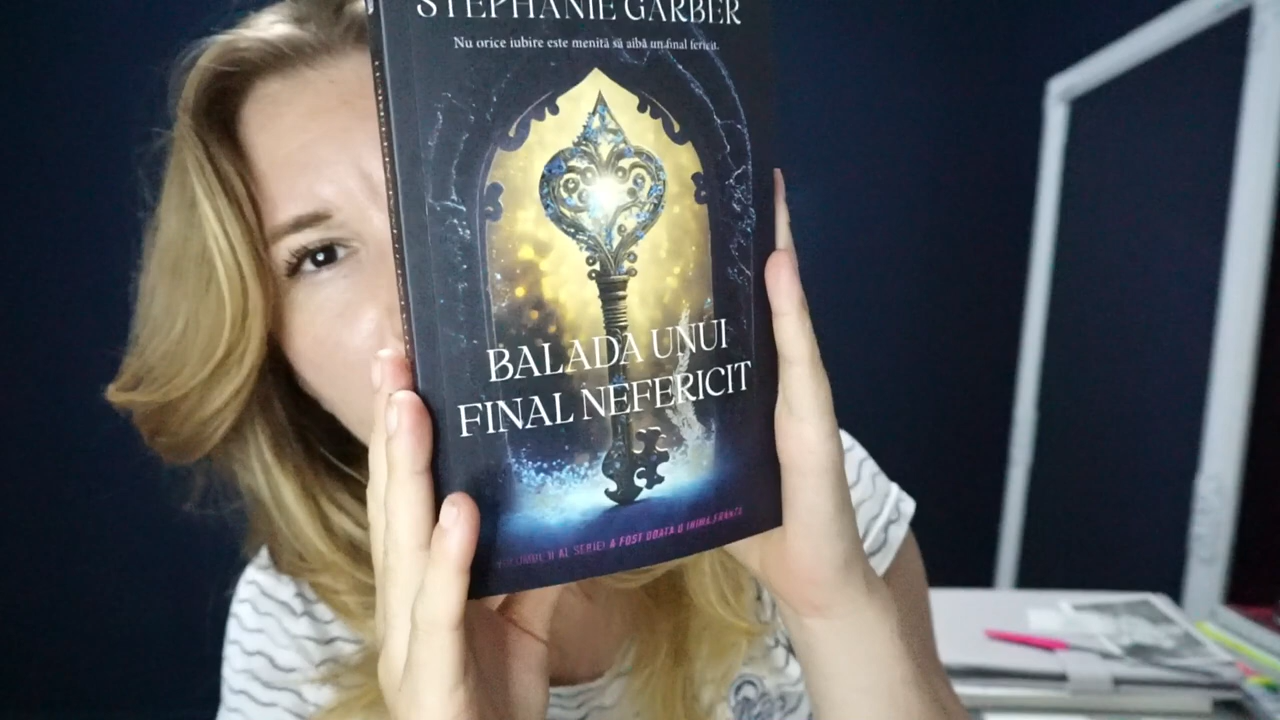 STEPHANIE GARBER
Nu orice iubire este menită să aibă un final fericit.
BALADA UNUI
FINAL NEFERICIT
II AL SERIEI A FOST ODATĂ O INIMĂ FRÂNTĂ